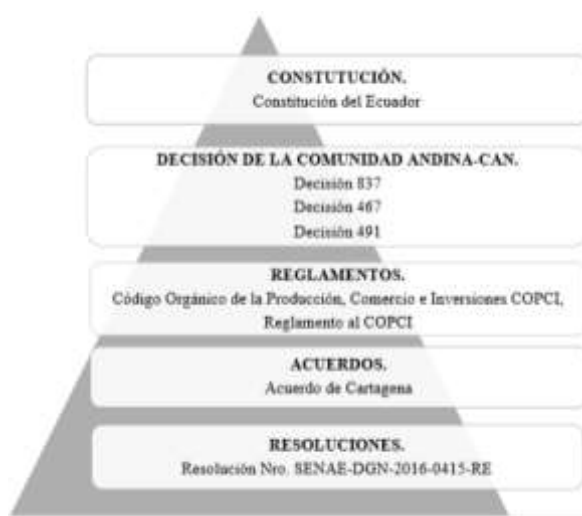 CONSTUTUCIÓN.
Constitución del Ecuador
DECISIÓN DE LA COMUNIDAD ANDINA-CAN.
Decisión 837
Decisión 467
Decisión 491
REGLAMENTOS.
Código Orgánico de la Producción, Comercio e Inversiones COPCI,
Reglamento al COPCI
ACUERDOS.
Acuerdo de Cartagena
RESOLUCIONES.
Resolución Nro. SENAE-DGN-2016-0415-RE